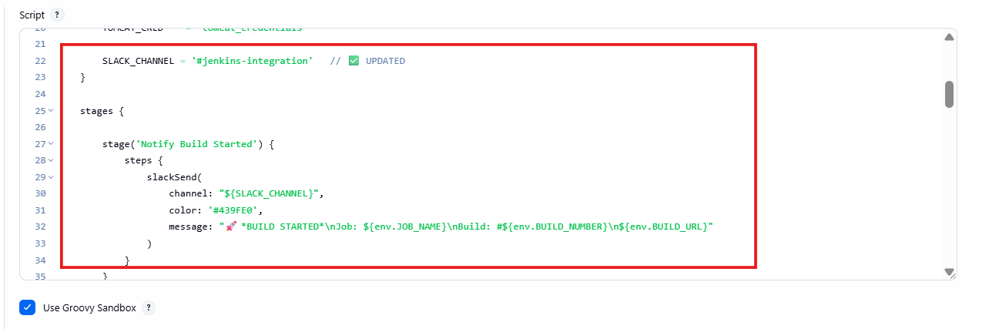 Script ?
20 TOMCAT_CRED = 'tomcat_credentials'
21
22 SLACK_CHANNEL = '#jenkins-integration' // ✅ UPDATED
23 }
24
25 stages {
26
27 stage('Notify Build Started') {
28 steps {
29 slackSend(
30 channel: "${SLACK_CHANNEL}",
31 color: '#439FE0',
32 message: "🚀 *BUILD STARTED*\nJob: ${env.JOB_NAME}\nBuild: #${env.BUILD_NUMBER}\n${env.BUILD_URL}"
33 )
34 }
35 }
Use Groovy Sandbox ?